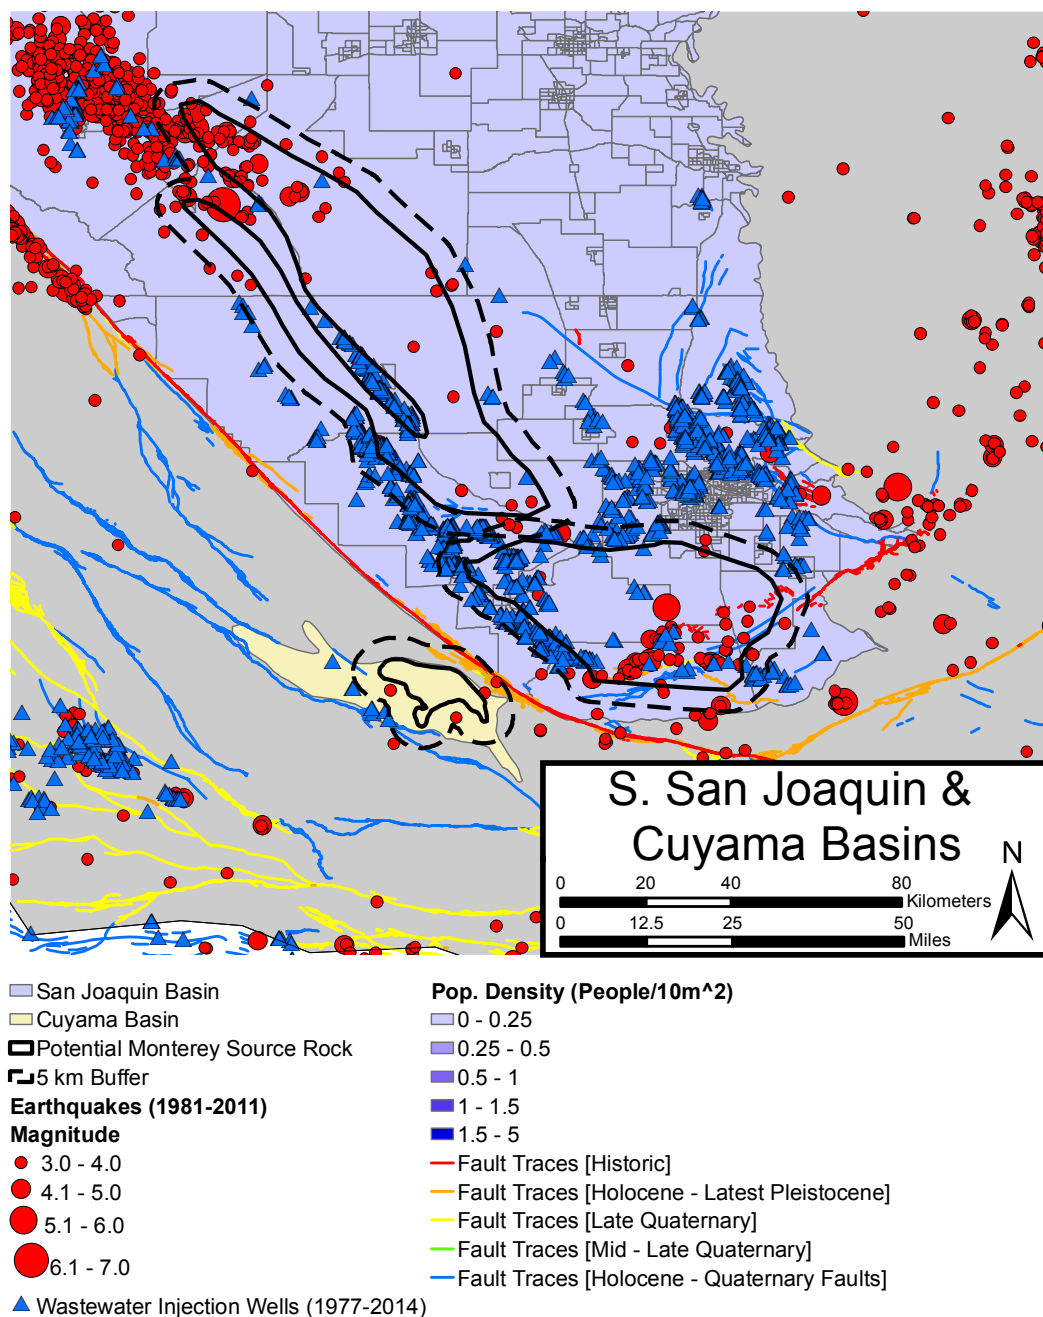 S. San Joaquin &
Cuyama Basins
N
0 20 40 80
Kilometers
0 12.5 25 50
Miles
San Joaquin Basin
Cuyama Basin
Potential Monterey Source Rock
5 km Buffer
Earthquakes (1981-2011)
Magnitude
3.0 - 4.0
4.1 - 5.0
5.1 - 6.0
6.1 - 7.0
Wastewater Injection Wells (1977-2014)
Pop. Density (People/10m^2)
0 - 0.25
0.25 - 0.5
0.5 - 1
1 - 1.5
1.5 - 5
Fault Traces [Historic]
Fault Traces [Holocene - Latest Pleistocene]
Fault Traces [Late Quaternary]
Fault Traces [Mid - Late Quaternary]
Fault Traces [Holocene - Quaternary Faults]